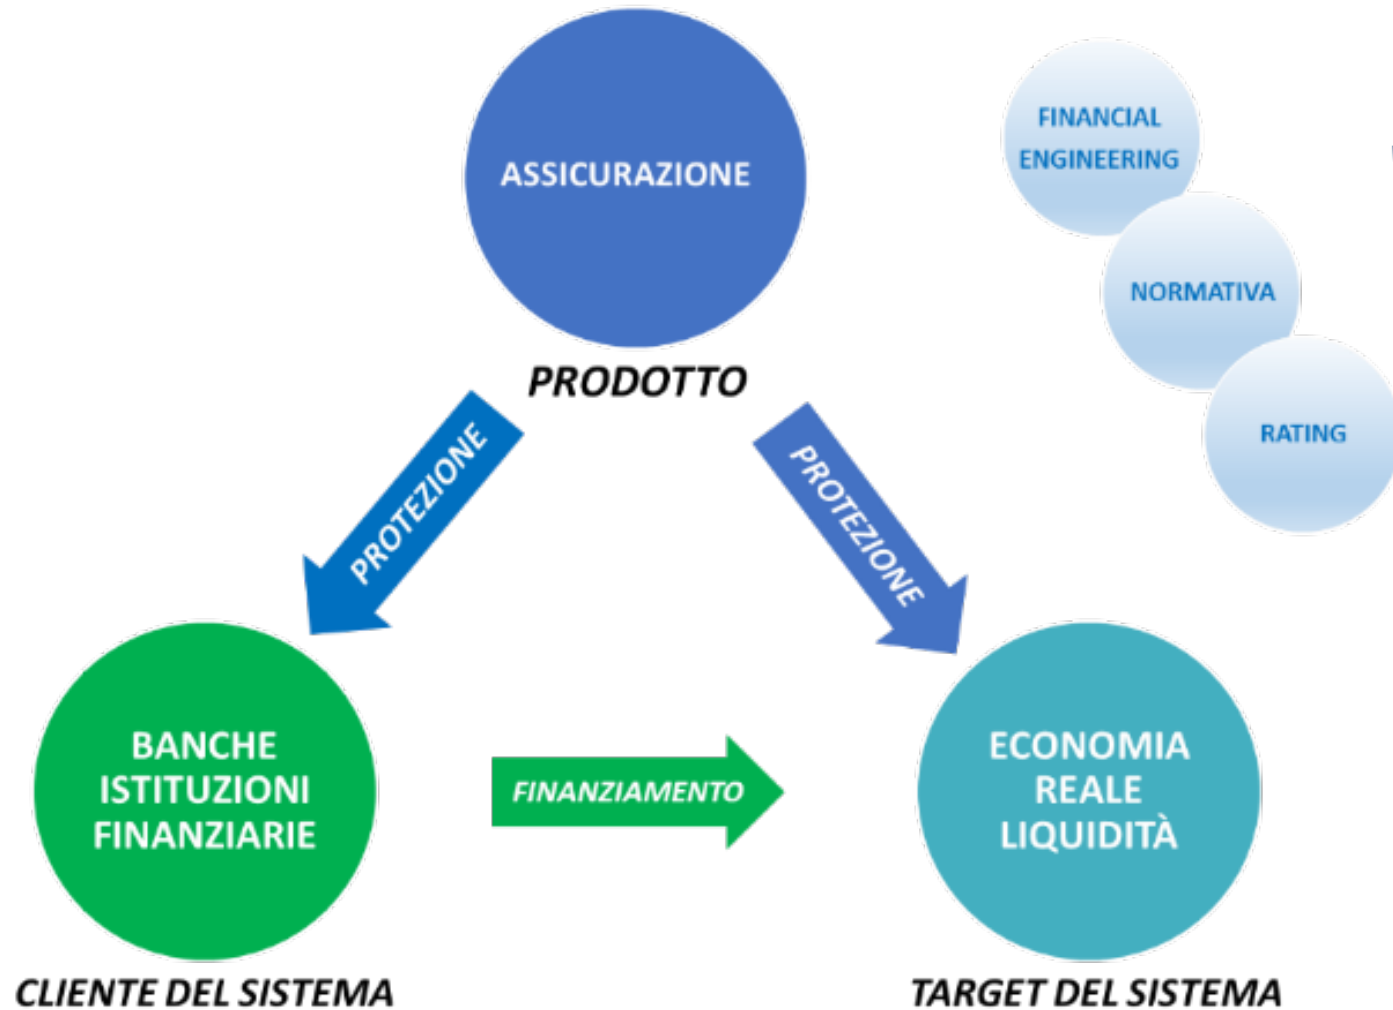 ASSICURAZIONE
PRODOTTO
FINANCIAL
ENGINEERING
NORMATIVA
RATING
PROTEZIONE
PROTEZIONE
BANCHE
ISTITUZIONI
FINANZIARIE
FINANZIAMENTO
ECONOMIA
REALE
LIQUIDITÀ
CLIENTE DEL SISTEMA
TARGET DEL SISTEMA